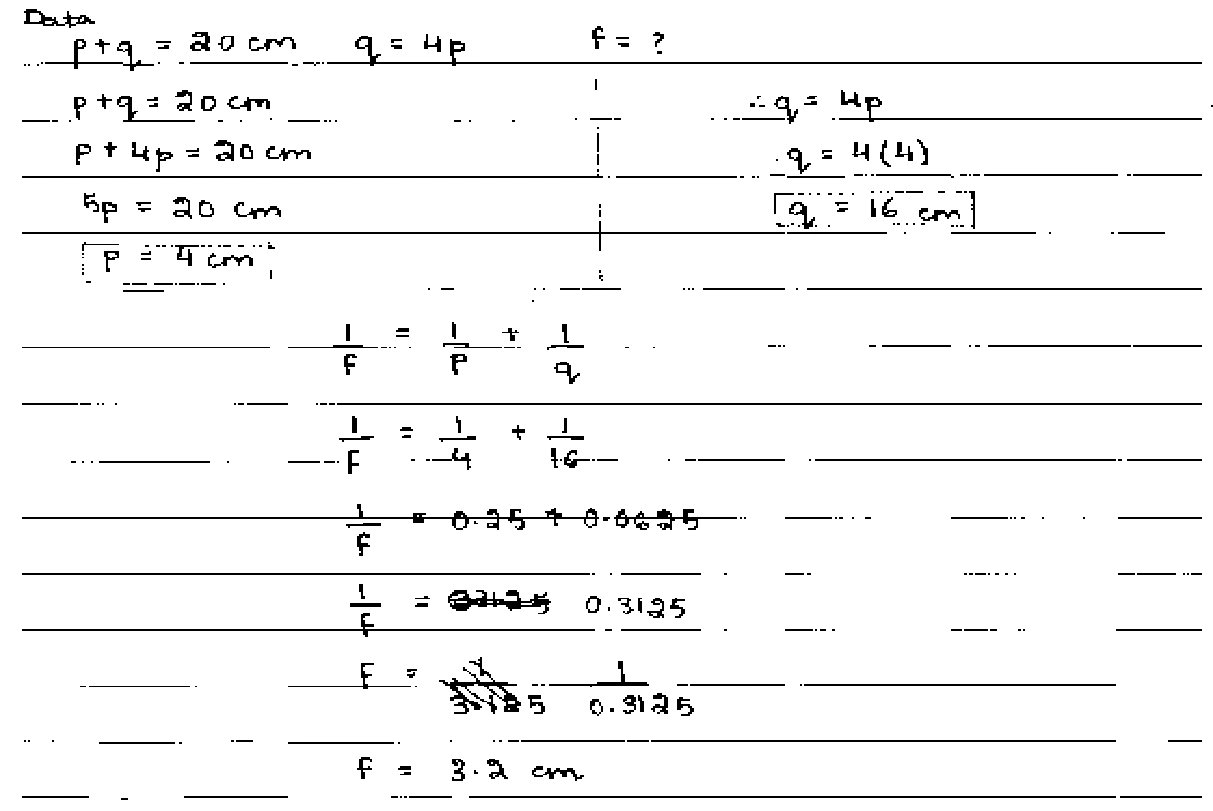 Data
p+q = 20 cm q = 4p f = ?
p+q = 20 cm
p + 4p = 20 cm
5p = 20 cm
p = 4 cm
∴ q = 4p
q = 4(4)
q = 16 cm
1/f = 1/p + 1/q
1/f = 1/4 + 1/16
1/f = 0.25 + 0.0625
1/f = 0.3125
f = 1/0.3125
f = 3.2 cm